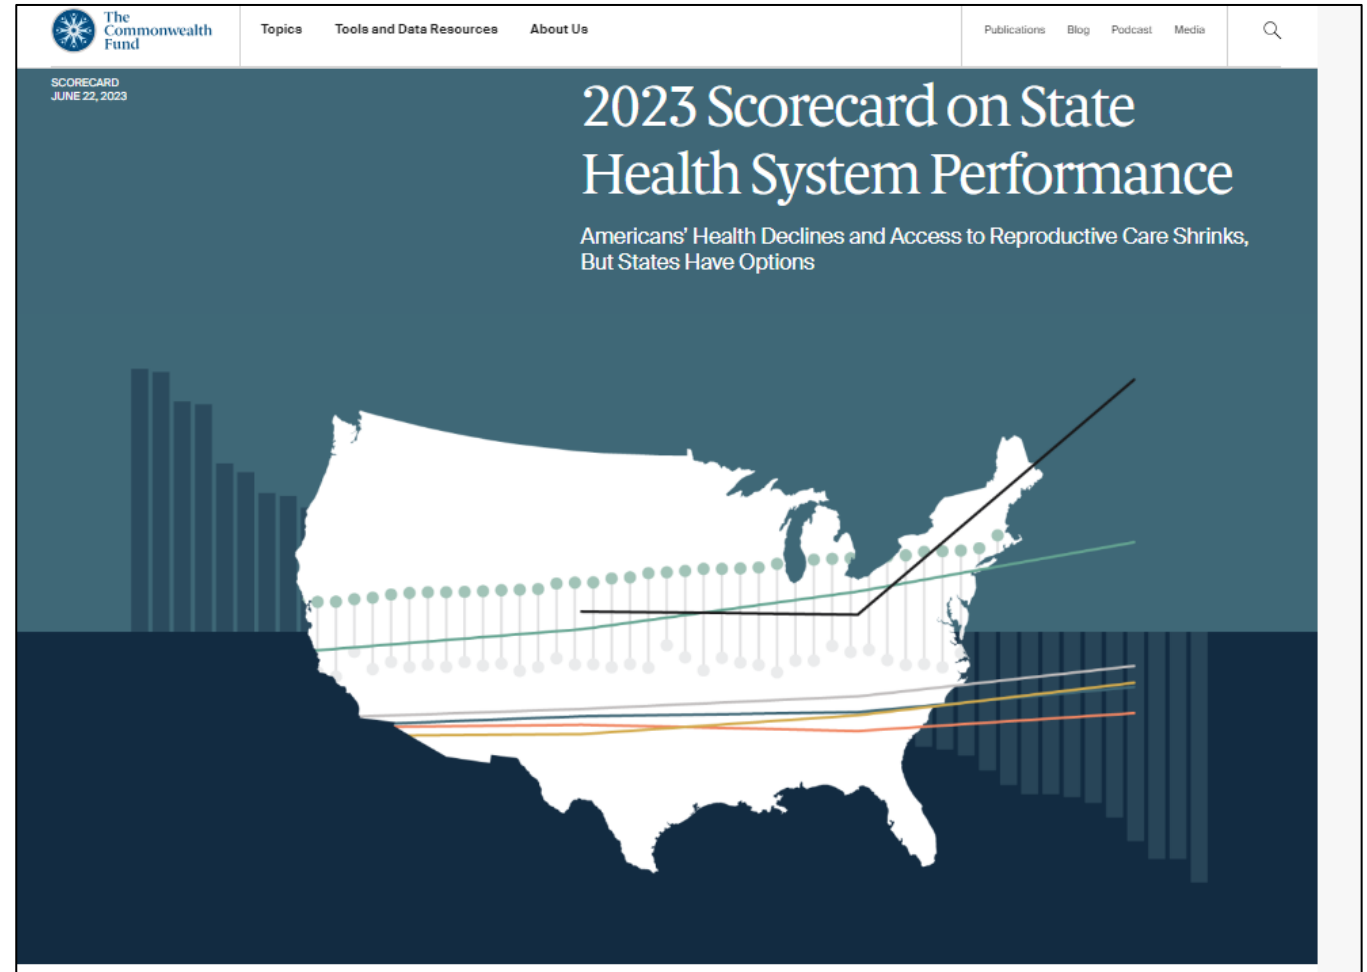 The
Commonwealth
Fund
Topics
Tools and Data Resources
About Us
Publications
Blog
Podcast
Media
SCORECARD
JUNE 22, 2023
2023 Scorecard on State
Health System Performance
Americans’ Health Declines and Access to Reproductive Care Shrinks,
But States Have Options